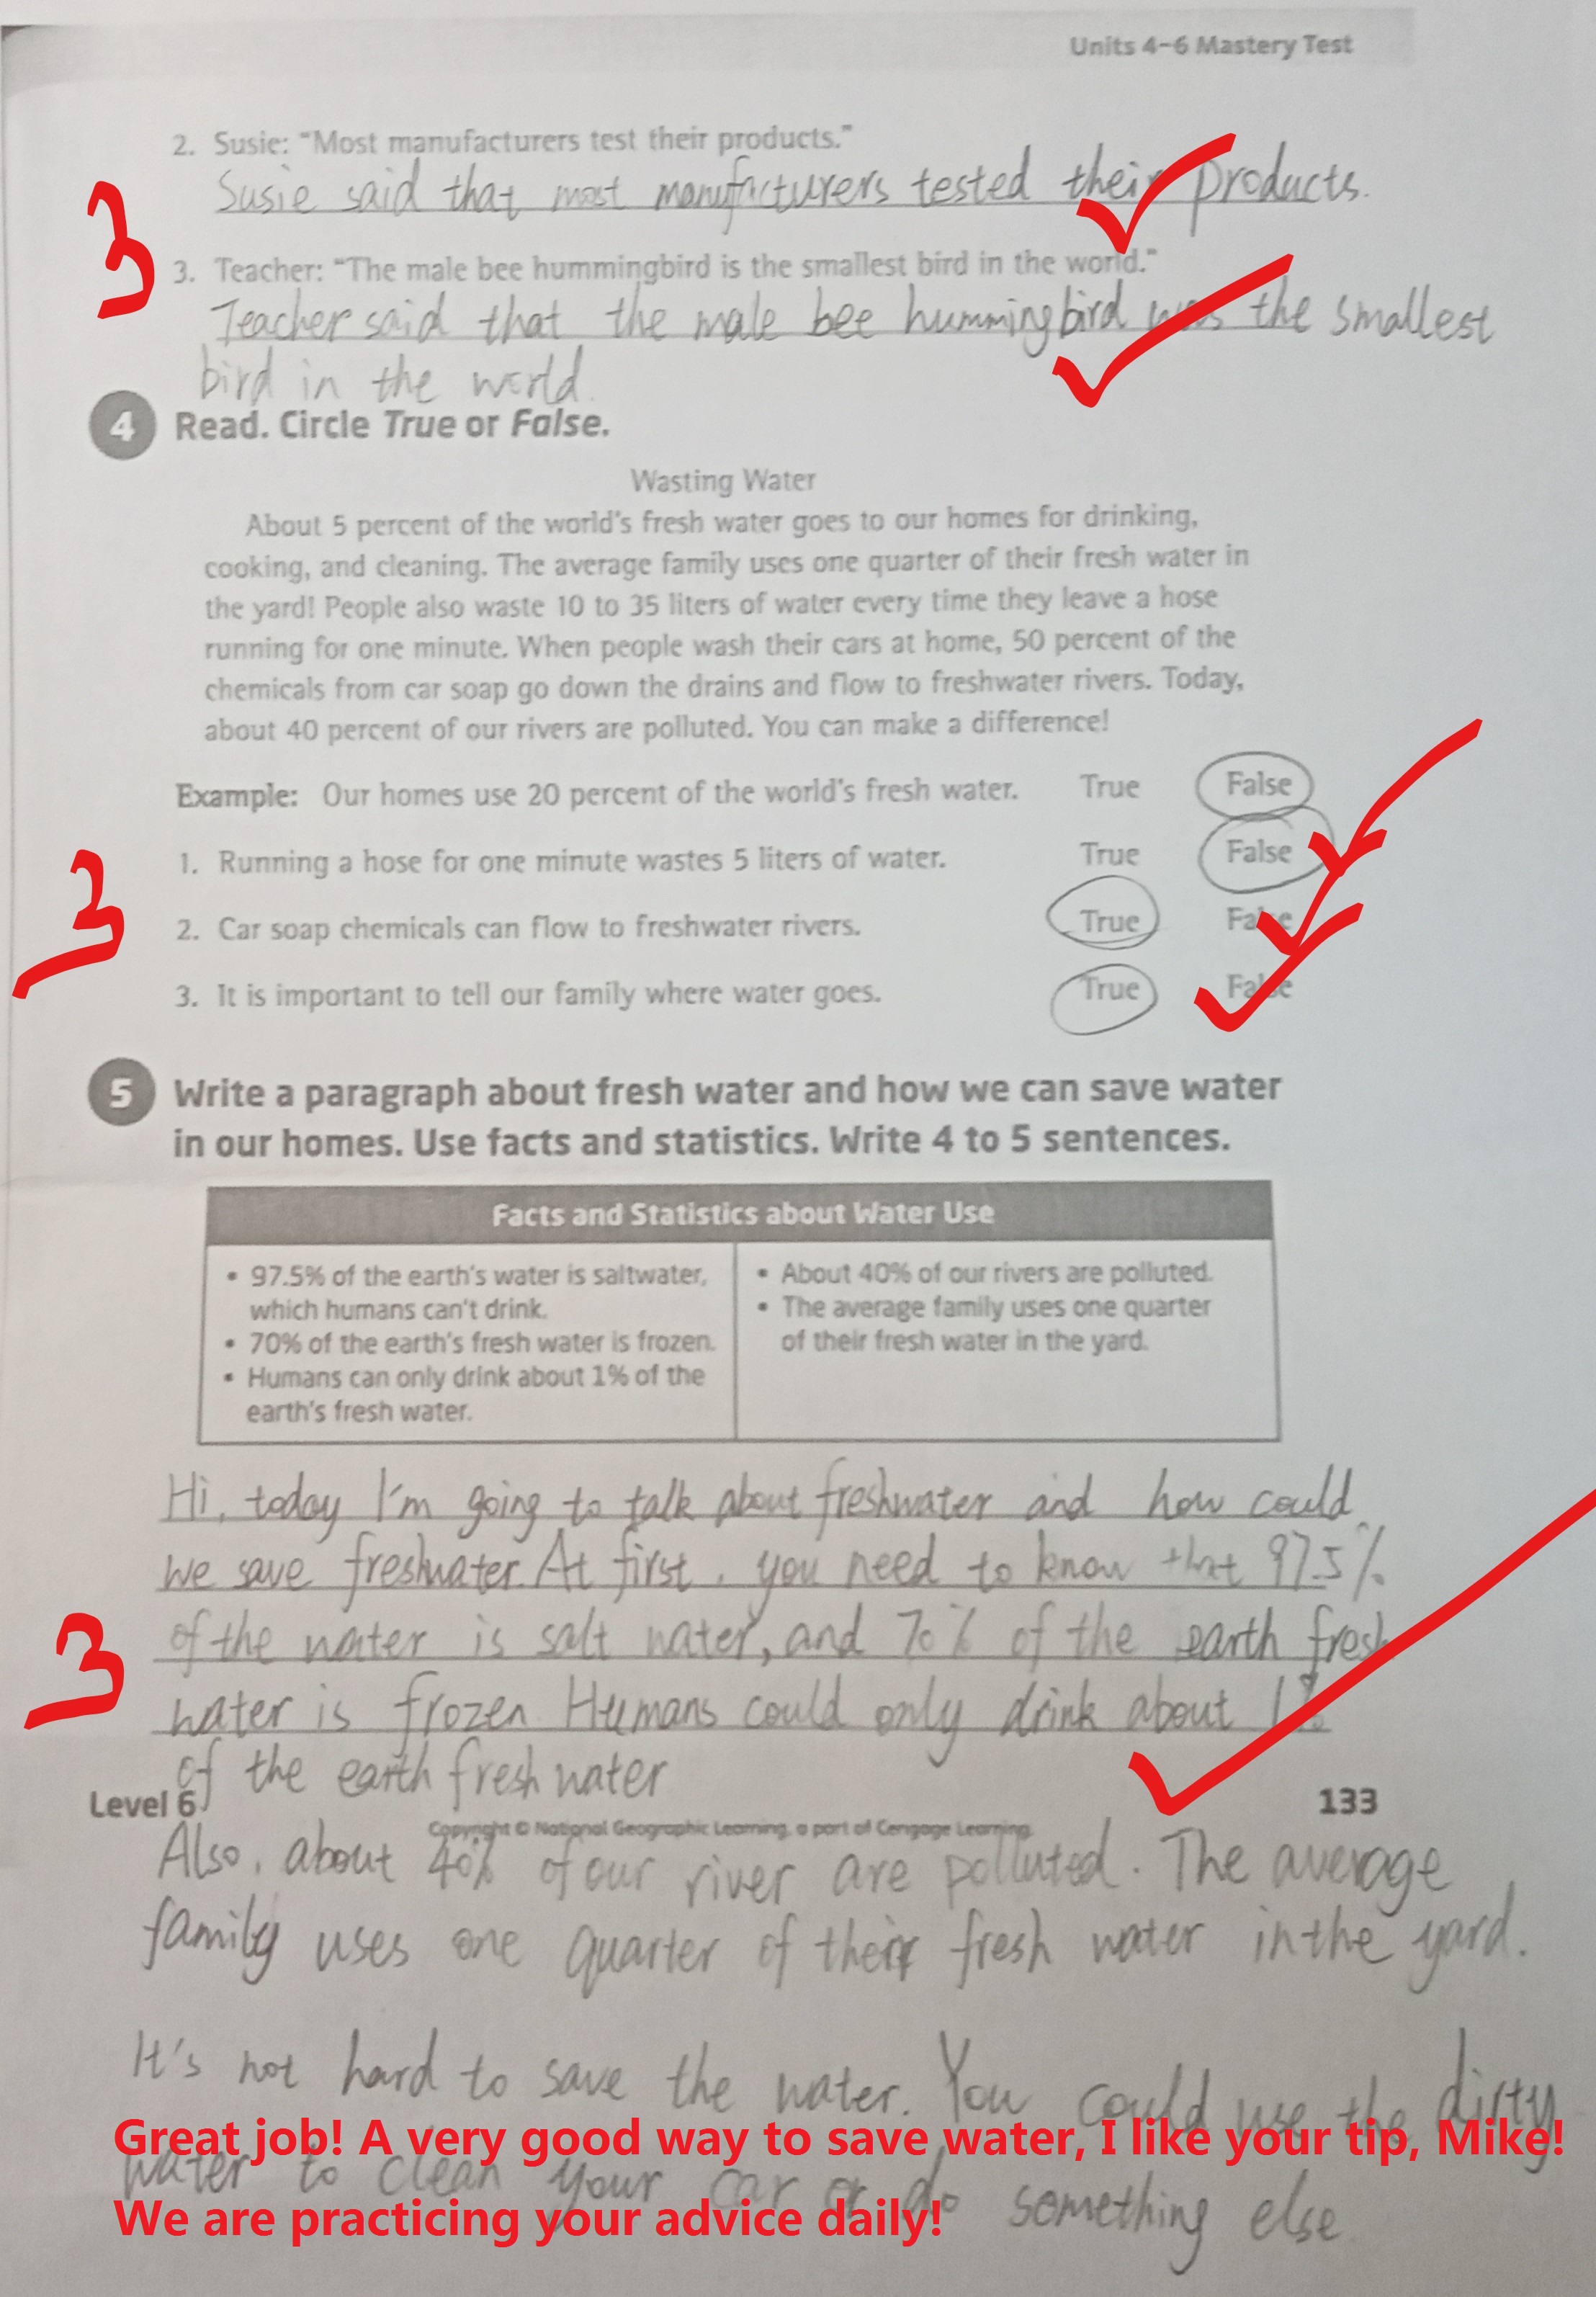 Units 4–6 Mastery Test
2. Susie: "Most manufacturers test their products."
Susie said that most manufacturers tested their products.
3
3. Teacher: "The male bee hummingbird is the smallest bird in the world."
Teacher said that the male bee hummingbird was the smallest
bird in the world.
4 Read. Circle True or False.
Wasting Water
About 5 percent of the world's fresh water goes to our homes for drinking,
cooking, and cleaning. The average family uses one quarter of their fresh water in
the yard! People also waste 10 to 35 liters of water every time they leave a hose
running for one minute. When people wash their cars at home, 50 percent of the
chemicals from car soap go down the drains and flow to freshwater rivers. Today,
about 40 percent of our rivers are polluted. You can make a difference!
Example: Our homes use 20 percent of the world's fresh water. True False
1. Running a hose for one minute wastes 5 liters of water. True False
3
2. Car soap chemicals can flow to freshwater rivers. True False
3. It is important to tell our family where water goes. True False
5 Write a paragraph about fresh water and how we can save water
in our homes. Use facts and statistics. Write 4 to 5 sentences.
Facts and Statistics about Water Use
• 97.5% of the earth's water is saltwater,
which humans can't drink.
• 70% of the earth's fresh water is frozen.
• Humans can only drink about 1% of the
earth's fresh water.
• About 40% of our rivers are polluted.
• The average family uses one quarter
of their fresh water in the yard.
Hi, today I'm going to talk about freshwater and how could
we save freshwater. At first, you need to know that 97.5%
of the water is salt water, and 70% of the earth fresh
3
water is frozen. Humans could only drink about 1%
of the earth fresh water
Level 6
133
Copyright © National Geographic Learning, a part of Cengage Learning
Also, about 40% of our river are polluted. The average
family uses one quarter of their fresh water in the yard.
It's not hard to save the water. You could use the dirty
water to clean your car or do something else.
Great job! A very good way to save water, I like your tip, Mike!
We are practicing your advice daily!